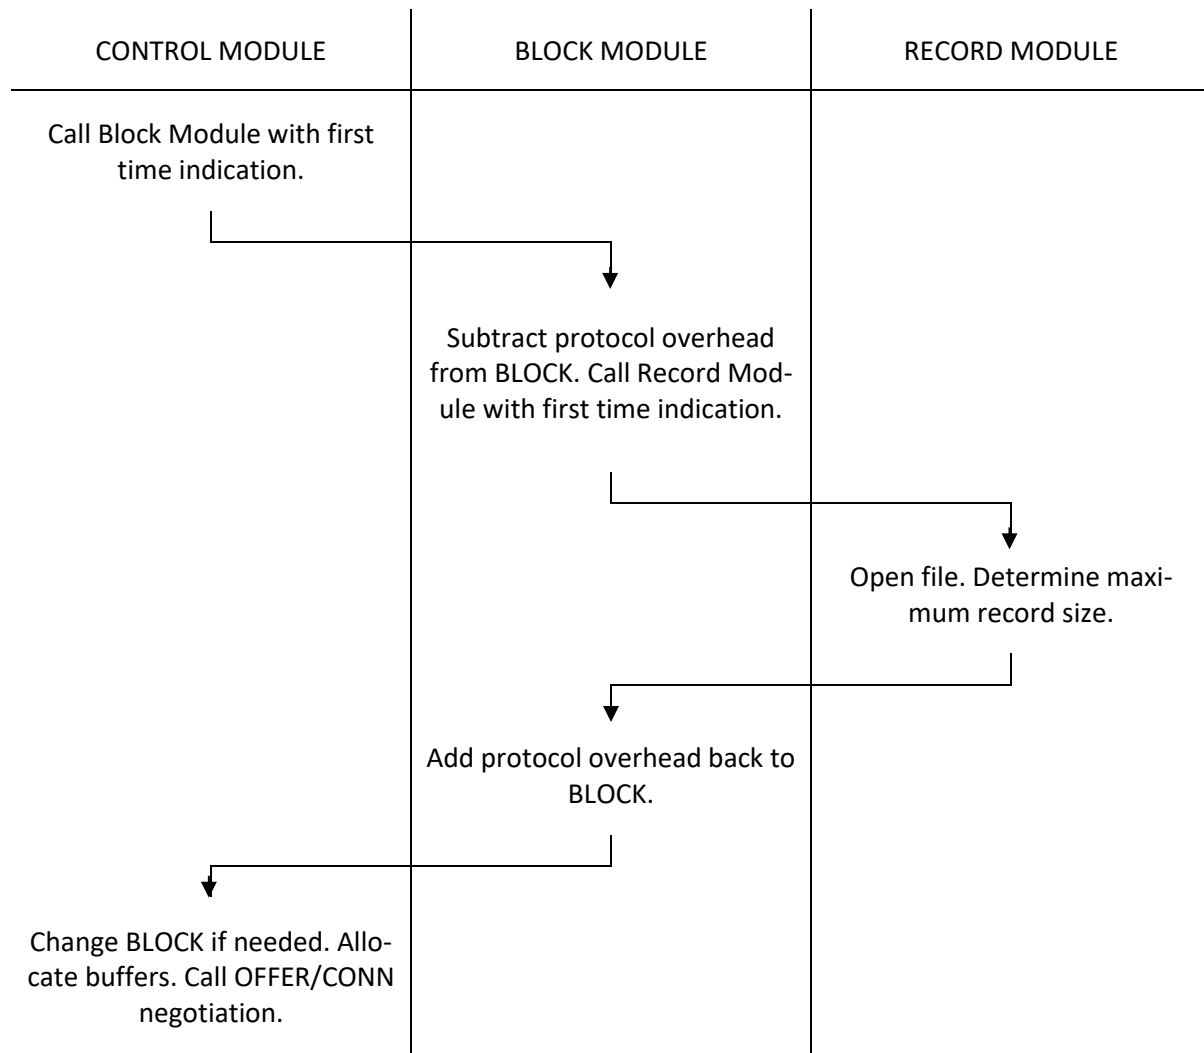 CONTROL MODULE
BLOCK MODULE
RECORD MODULE
Call Block Module with first
time indication.
Subtract protocol overhead
from BLOCK. Call Record Mod-
ule with first time indication.
Open file. Determine maxi-
mum record size.
Add protocol overhead back to
BLOCK.
Change BLOCK if needed. Allo-
cate buffers. Call OFFER/CONN
negotiation.